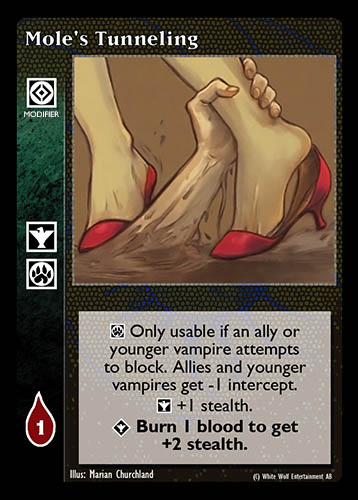 Mole's Tunneling
MODIFIER
Only usable if an ally or
younger vampire attempts
to block. Allies and younger
vampires get -1 intercept.
+1 stealth.
Burn 1 blood to get
+2 stealth.
1
Illus: Marian Churchland
(C) White Wolf Entertainment AB